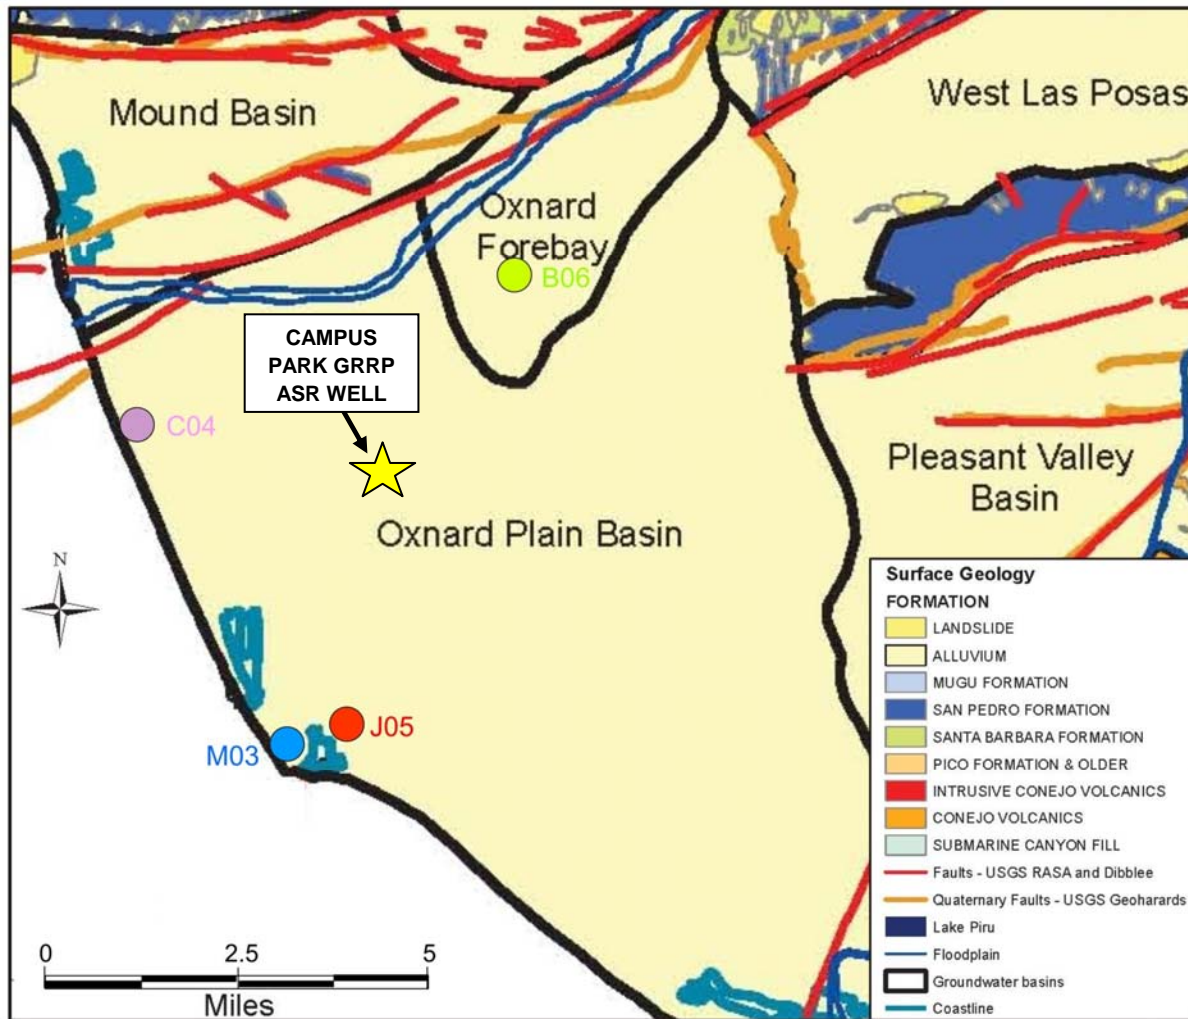 Mound Basin
West Las Posas
Oxnard
Forebay
B06
CAMPUS
PARK GRRP
ASR WELL
C04
Pleasant Valley
Basin
Oxnard Plain Basin
N
J05
M03
0
2.5
5
Miles
Surface Geology
FORMATION
LANDSLIDE
ALLUVIUM
MUGU FORMATION
SAN PEDRO FORMATION
SANTA BARBARA FORMATION
PICO FORMATION & OLDER
INTRUSIVE CONEJO VOLCANICS
CONEJO VOLCANICS
SUBMARINE CANYON FILL
Faults - USGS RASA and Dibblee
Quaternary Faults - USGS Geoharards
Lake Piru
Floodplain
Groundwater basins
Coastline